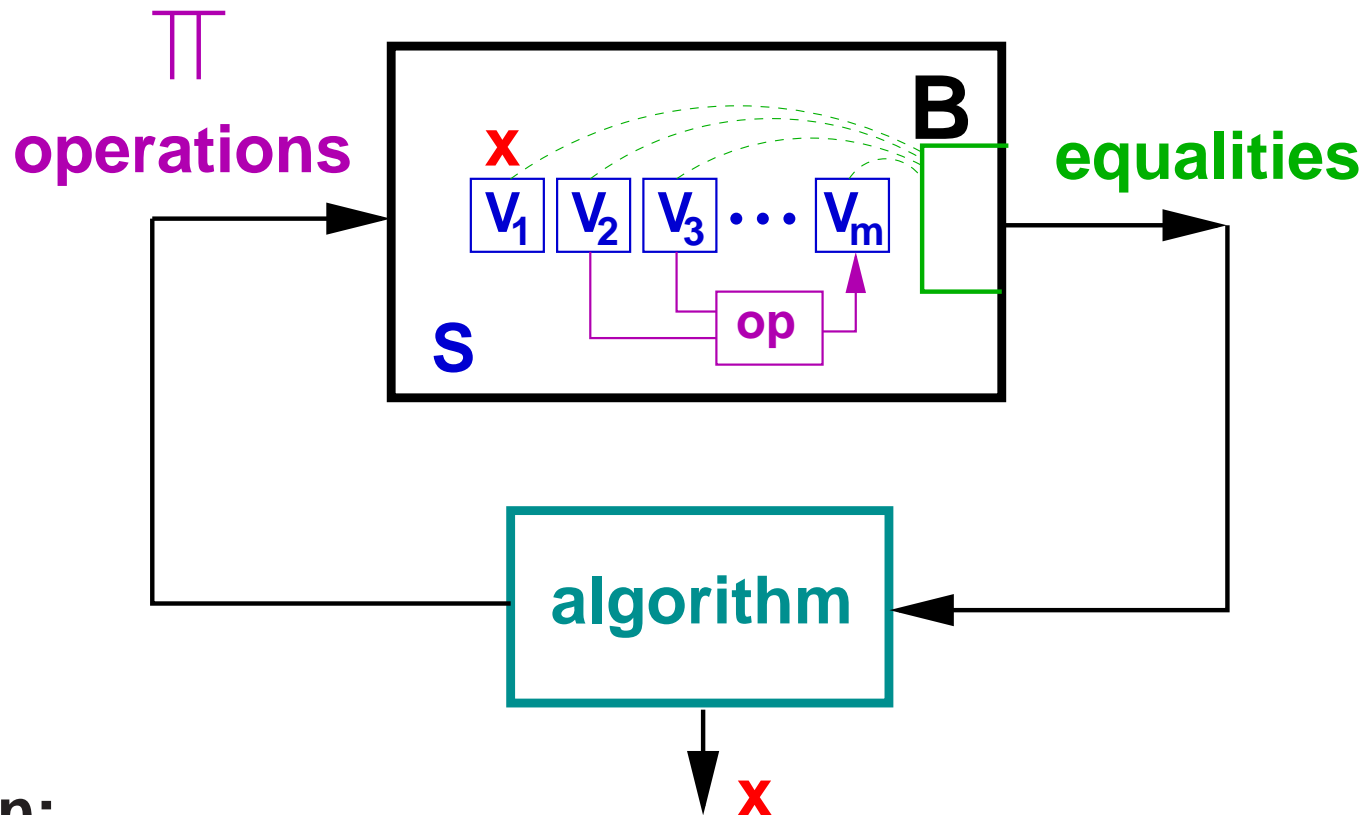 Π
operations
B
equalities
x
V1 V2 V3 ••• Vm
op
S
algorithm
x
n: